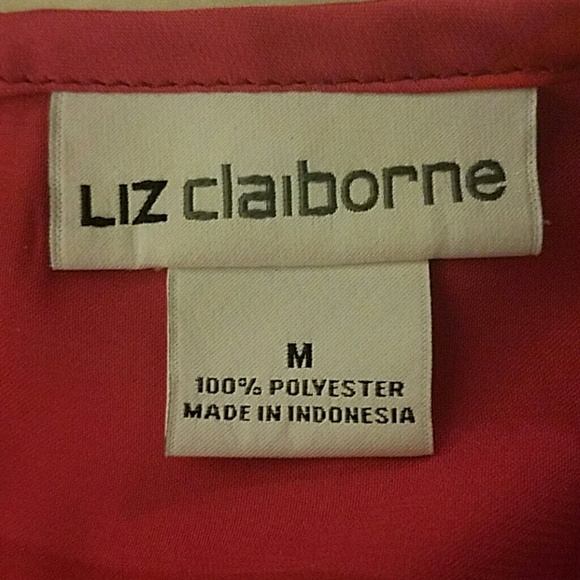 LIZ claiborne
M
100% POLYESTER
MADE IN INDONESIA